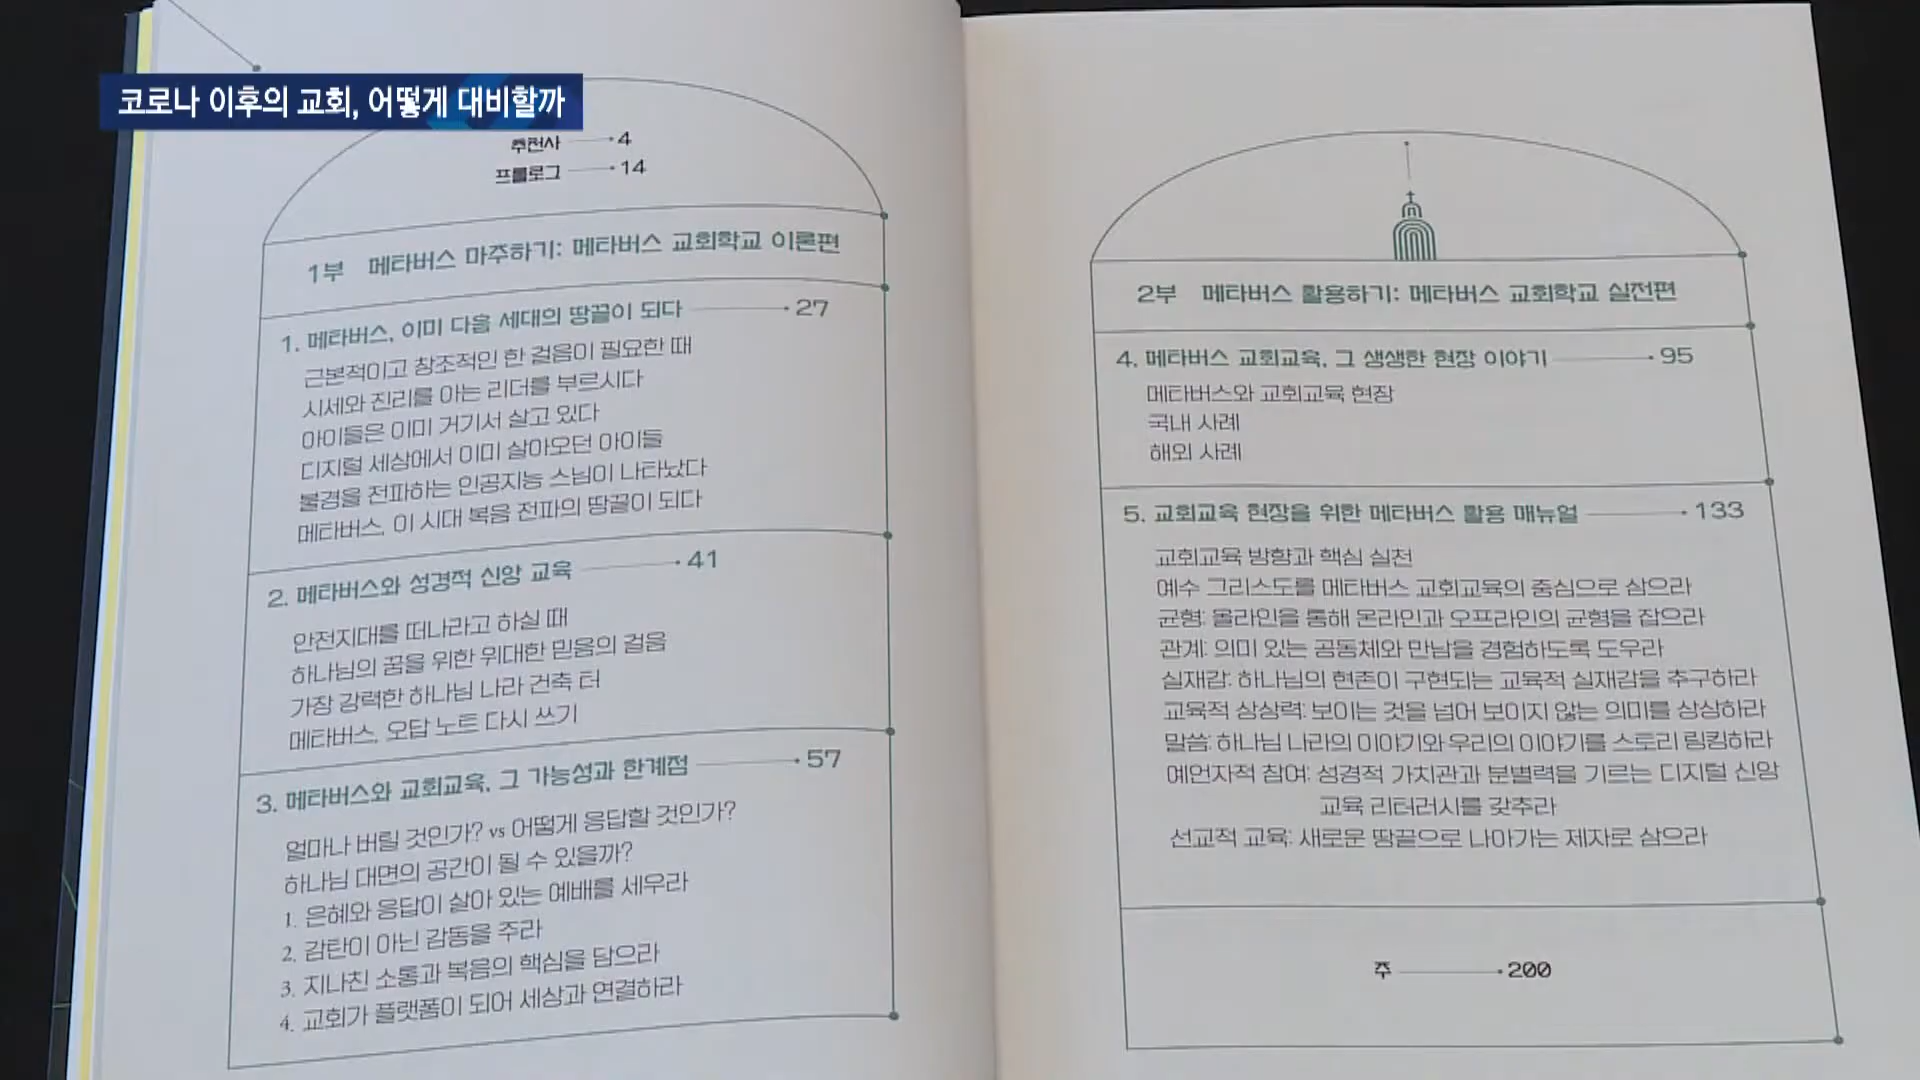 코로나 이후의 교회, 어떻게 대비할까
추천사 4
프롤로그 14
1부 메타버스 마주하기: 메타버스 교회학교 이론편
1. 메타버스, 이미 다음 세대의 땅끝이 되다 27
근본적이고 창조적인 한 걸음이 필요한 때
시세와 진리를 아는 리더를 부르시다
아이들은 이미 거기서 살고 있다
디지털 세상에서 이미 살아오던 아이들
불경을 전파하는 인공지능 스님이 나타났다
메타버스, 이 시대 복음 전파의 땅끝이 되다
2. 메타버스와 성경적 신앙 교육 41
안전지대를 떠나라고 하실 때
하나님의 꿈을 위한 위대한 믿음의 걸음
가장 강력한 하나님 나라 건축 터
메타버스, 오답 노트 다시 쓰기
3. 메타버스와 교회교육, 그 가능성과 한계점 57
얼마나 버릴 것인가? vs 어떻게 응답할 것인가?
하나님 대면의 공간이 될 수 있을까?
1. 은혜와 응답이 살아 있는 예배를 세우라
2. 감탄이 아닌 감동을 주라
3. 지나친 소통과 복음의 핵심을 담으라
4. 교회가 플랫폼이 되어 세상과 연결하라
2부 메타버스 활용하기: 메타버스 교회학교 실전편
4. 메타버스 교회교육, 그 생생한 현장 이야기 95
메타버스와 교회교육 현장
국내 사례
해외 사례
5. 교회교육 현장을 위한 메타버스 활용 매뉴얼 133
교회교육 방향과 핵심 실천
예수 그리스도를 메타버스 교회교육의 중심으로 삼으라
균형: 올라인을 통해 온라인과 오프라인의 균형을 잡으라
관계: 의미 있는 공동체와 만남을 경험하도록 도우라
실재감: 하나님의 현존이 구현되는 교육적 실재감을 추구하라
교육적 상상력: 보이는 것을 넘어 보이지 않는 의미를 상상하라
말씀: 하나님 나라의 이야기와 우리의 이야기를 스토리 링킹하라
예언자적 참여: 성경적 가치관과 분별력을 기르는 디지털 신앙
교육 리터러시를 갖추라
선교적 교육: 새로운 땅끝으로 나아가는 제자로 삼으라
주 200